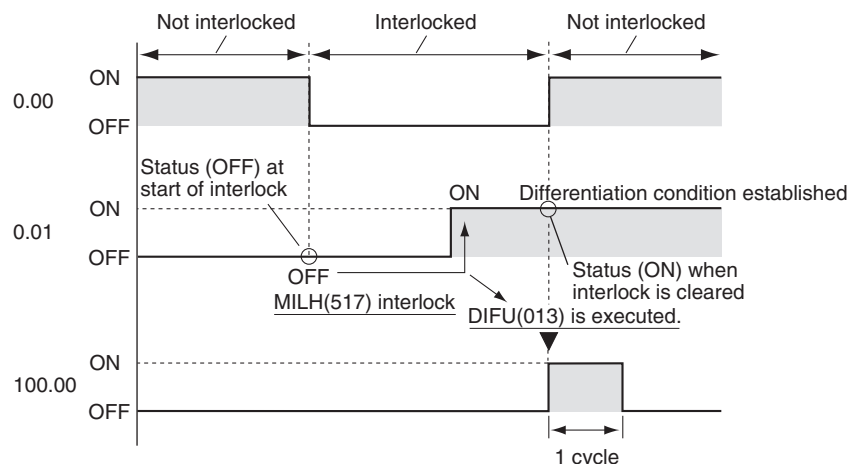 Not interlocked
Interlocked
Not interlocked
0.00
ON
OFF
Status (OFF) at
start of interlock
ON
Differentiation condition established
0.01
ON
OFF
OFF
MILH(517) interlock
Status (ON) when
interlock is cleared
DIFU(013) is executed.
100.00
ON
OFF
1 cycle